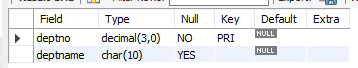 Field Type Null Key Default Extra
deptno decimal(3,0) NO PRI NULL
deptname char(10) YES NULL